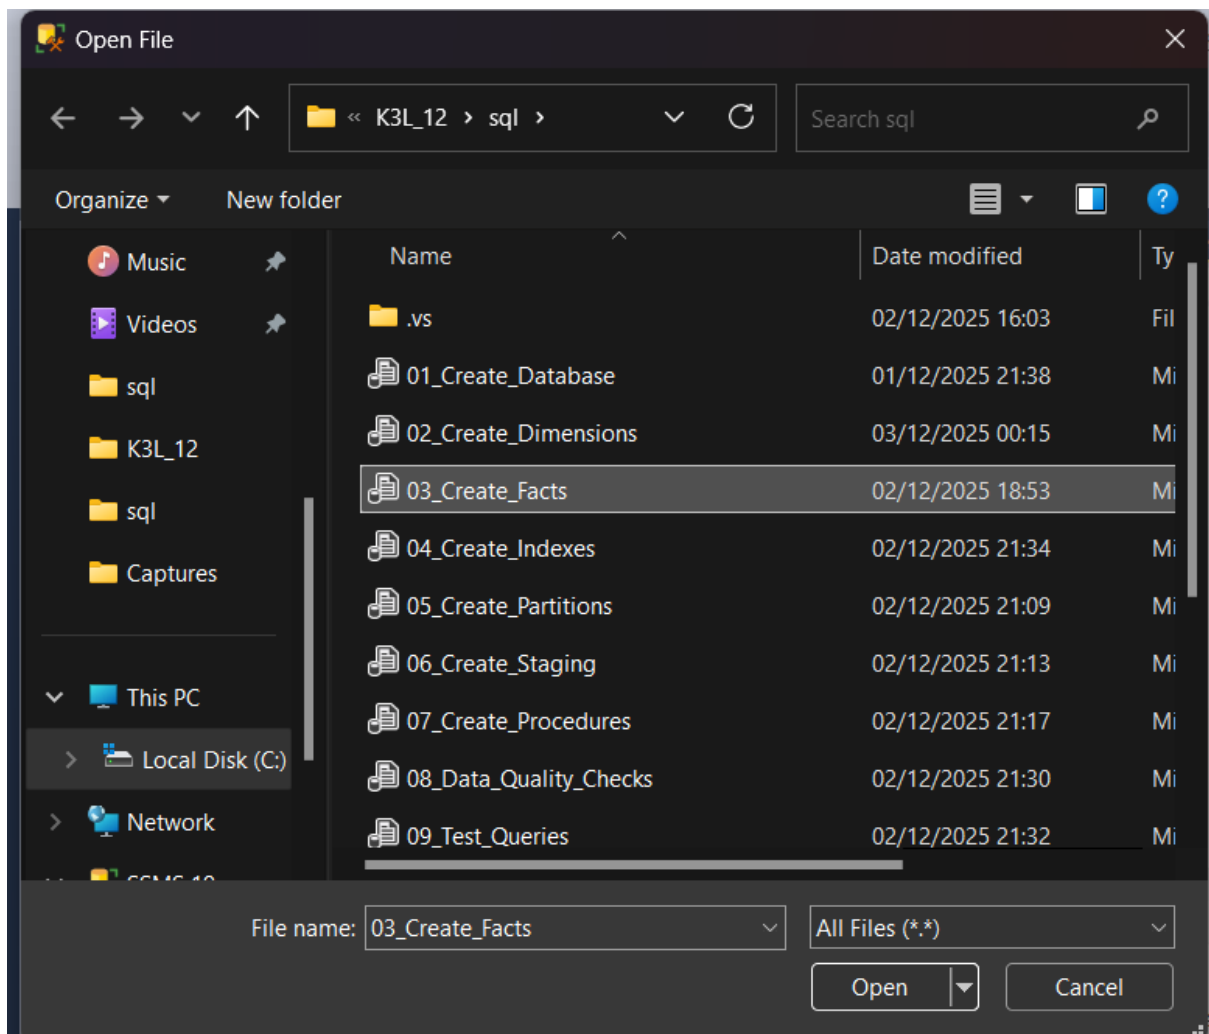 Open File
« K3L_12 > sql >
Search sql
Organize
New folder
Name
Date modified
Ty
Music
Videos
sql
K3L_12
sql
Captures
This PC
Local Disk (C:)
Network
.vs 02/12/2025 16:03 Fil
01_Create_Database 01/12/2025 21:38 Mi
02_Create_Dimensions 03/12/2025 00:15 Mi
03_Create_Facts 02/12/2025 18:53 Mi
04_Create_Indexes 02/12/2025 21:34 Mi
05_Create_Partitions 02/12/2025 21:09 Mi
06_Create_Staging 02/12/2025 21:13 Mi
07_Create_Procedures 02/12/2025 21:17 Mi
08_Data_Quality_Checks 02/12/2025 21:30 Mi
09_Test_Queries 02/12/2025 21:32 Mi
File name: 03_Create_Facts
All Files (*.*)
Open
Cancel